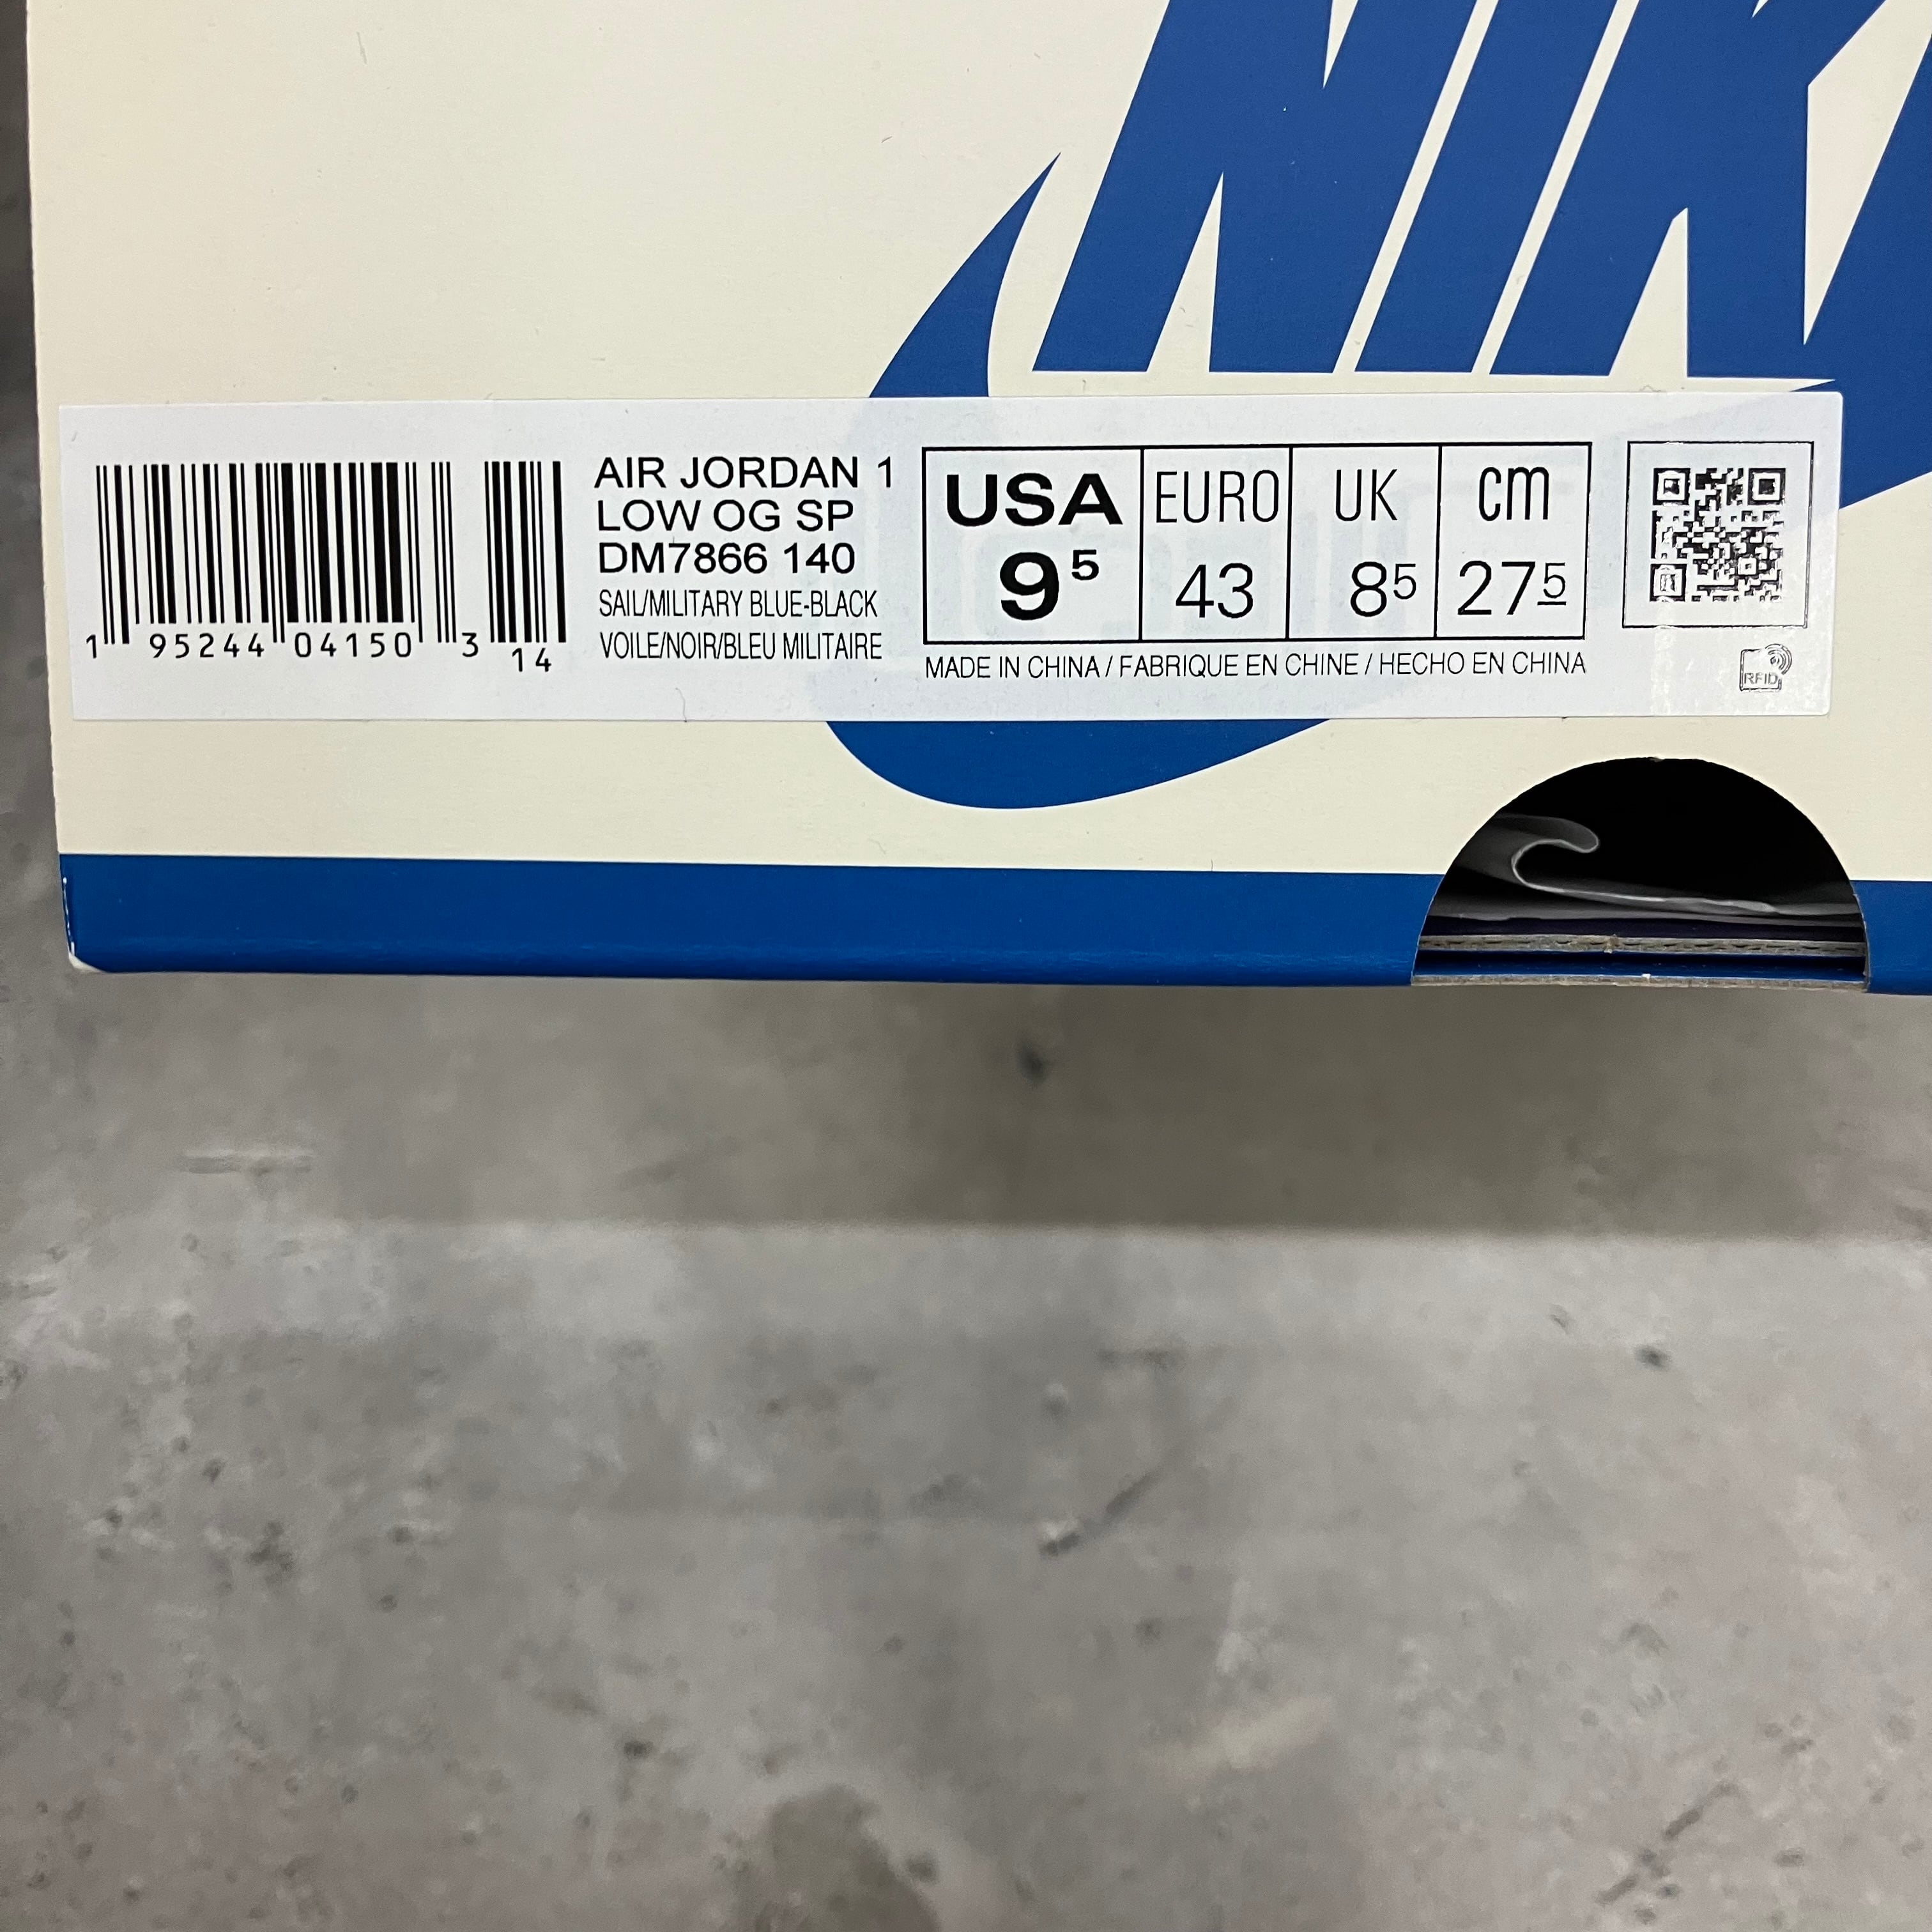 NIK
AIR JORDAN 1
LOW OG SP
DM7866 140
SAIL/MILITARY BLUE-BLACK
VOILE/NOIR/BLEU MILITAIRE
1 95244 04150 3
14
USA EURO UK cm
9⁵ 43 8⁵ 27⁵
MADE IN CHINA / FABRIQUE EN CHINE / HECHO EN CHINA
RFID